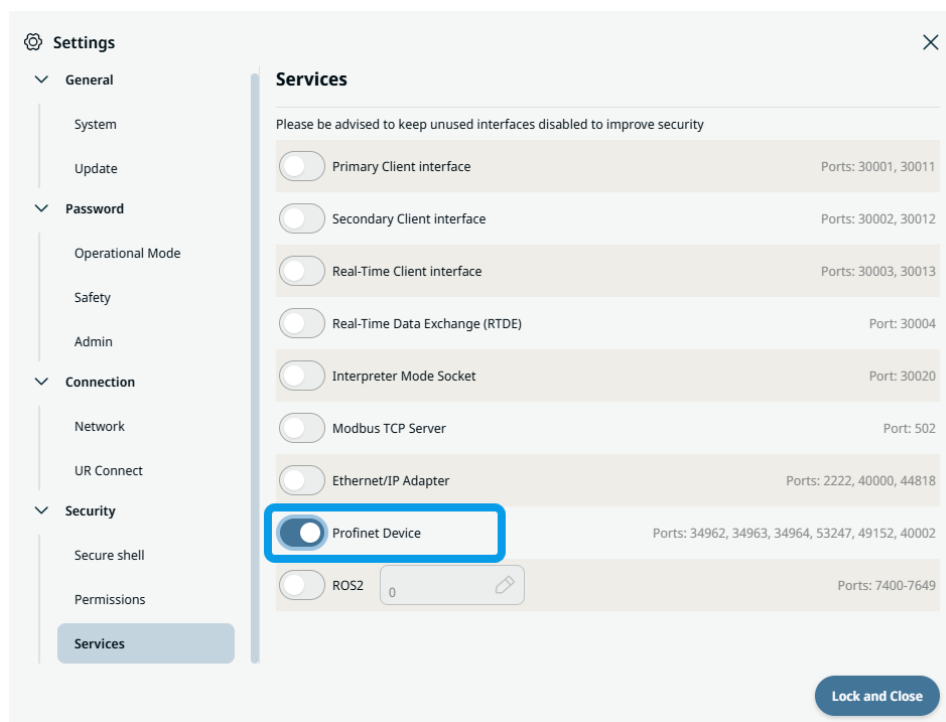 Settings
General
System
Update
Password
Operational Mode
Safety
Admin
Connection
Network
UR Connect
Security
Secure shell
Permissions
Services
Services
Please be advised to keep unused interfaces disabled to improve security
Primary Client interface Ports: 30001, 30011
Secondary Client interface Ports: 30002, 30012
Real-Time Client interface Ports: 30003, 30013
Real-Time Data Exchange (RTDE) Port: 30004
Interpreter Mode Socket Port: 30020
Modbus TCP Server Port: 502
Ethernet/IP Adapter Ports: 2222, 40000, 44818
Profinet Device Ports: 34962, 34963, 34964, 53247, 49152, 40002
ROS2 0 Ports: 7400-7649
Lock and Close